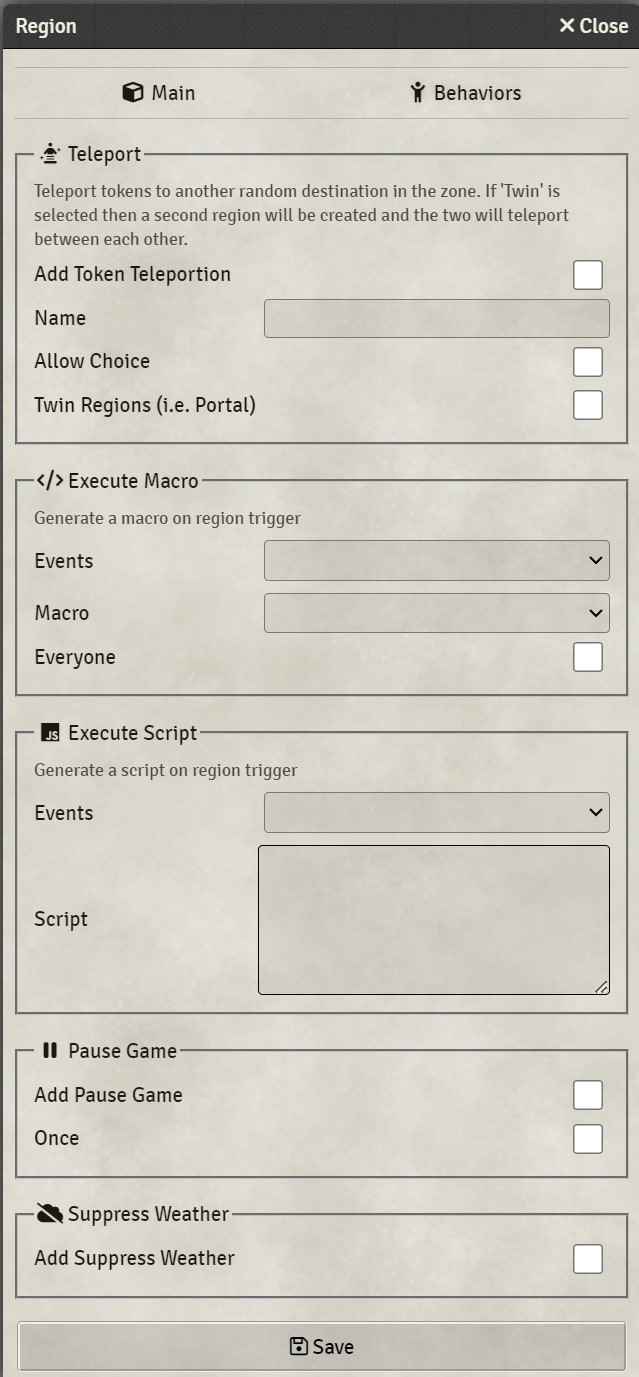 Region
Close
Main
Behaviors
Teleport
Teleport tokens to another random destination in the zone. If 'Twin' is
selected then a second region will be created and the two will teleport
between each other.
Add Token Teleportion
Name
Allow Choice
Twin Regions (i.e. Portal)
</> Execute Macro
Generate a macro on region trigger
Events
Macro
Everyone
JS Execute Script
Generate a script on region trigger
Events
Script
Pause Game
Add Pause Game
Once
Suppress Weather
Add Suppress Weather
Save